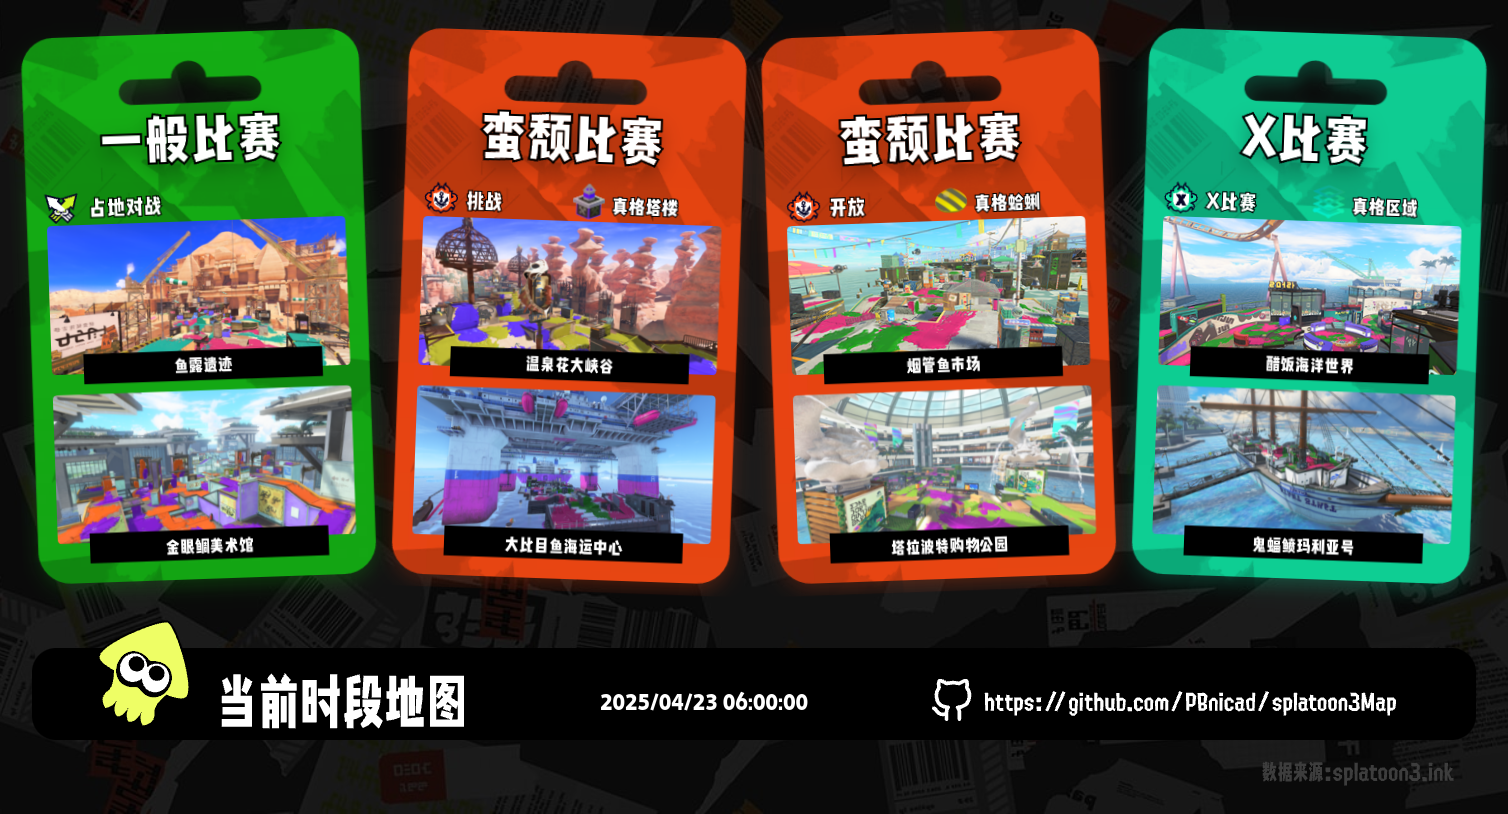 一般比赛
占地对战
鱼露遗迹
金眼鲷美术馆
蛮颓比赛
挑战
真格塔楼
温泉花大峡谷
大比目鱼海运中心
蛮颓比赛
开放
真格蛤蜊
烟管鱼市场
塔拉波特购物公园
X比赛
X比赛
真格区域
醋饭海洋世界
鬼蝠鲼玛利亚号
当前时段地图
2025/04/23 06:00:00
https://github.com/PBnicad/splatoon3Map
数据来源:splatoon3.ink